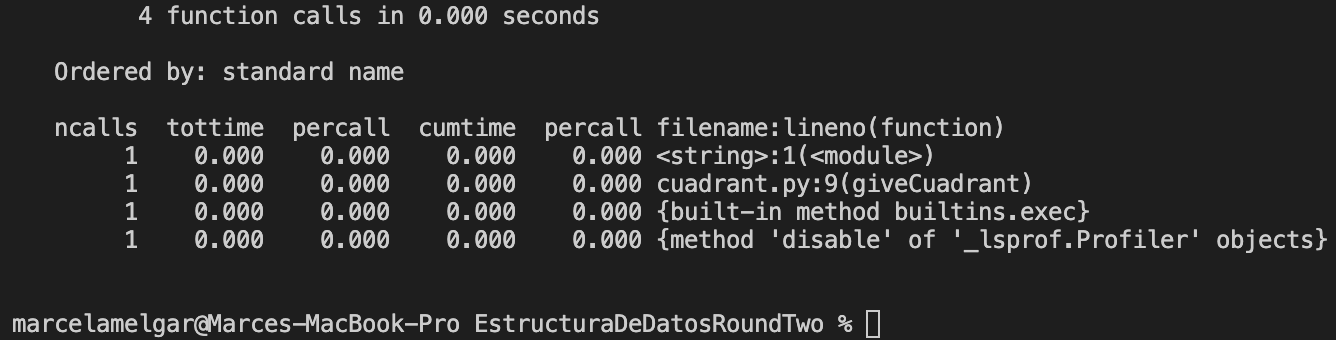 4 function calls in 0.000 seconds
Ordered by: standard name
ncalls  tottime  percall  cumtime  percall filename:lineno(function)
1    0.000    0.000    0.000    0.000 <string>:1(<module>)
1    0.000    0.000    0.000    0.000 cuadrant.py:9(giveCuadrant)
1    0.000    0.000    0.000    0.000 {built-in method builtins.exec}
1    0.000    0.000    0.000    0.000 {method 'disable' of '_lsprof.Profiler' objects}
marcelamelgar@Marces-MacBook-Pro EstructuraDeDatosRoundTwo %